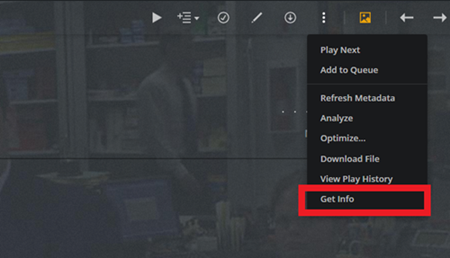 Play Next
Add to Queue
Refresh Metadata
Analyze
Optimize...
Download File
View Play History
Get Info